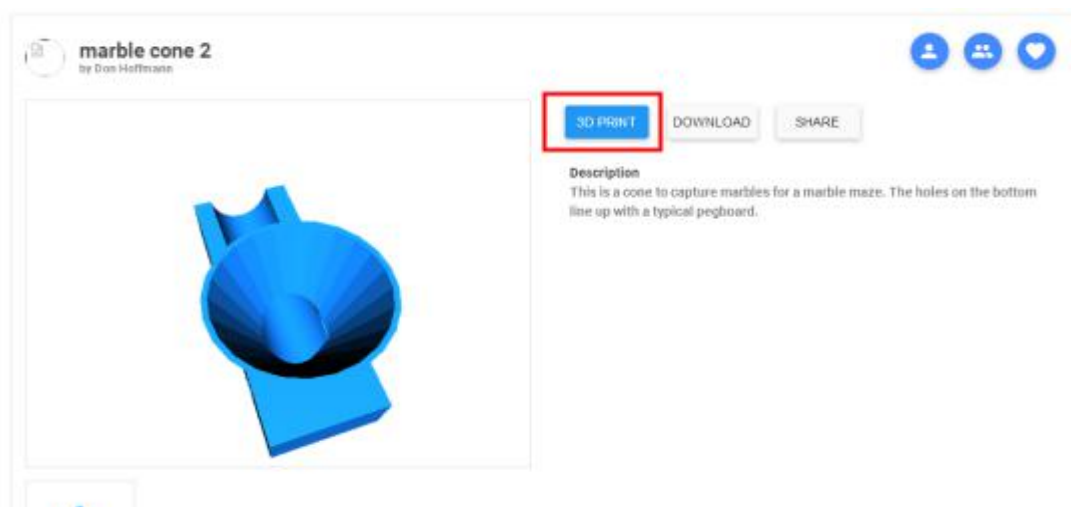 marble cone 2
by Don Hoffmann
3D PRINT
DOWNLOAD
SHARE
Description
This is a cone to capture marbles for a marble maze. The holes on the bottom
line up with a typical pegboard.